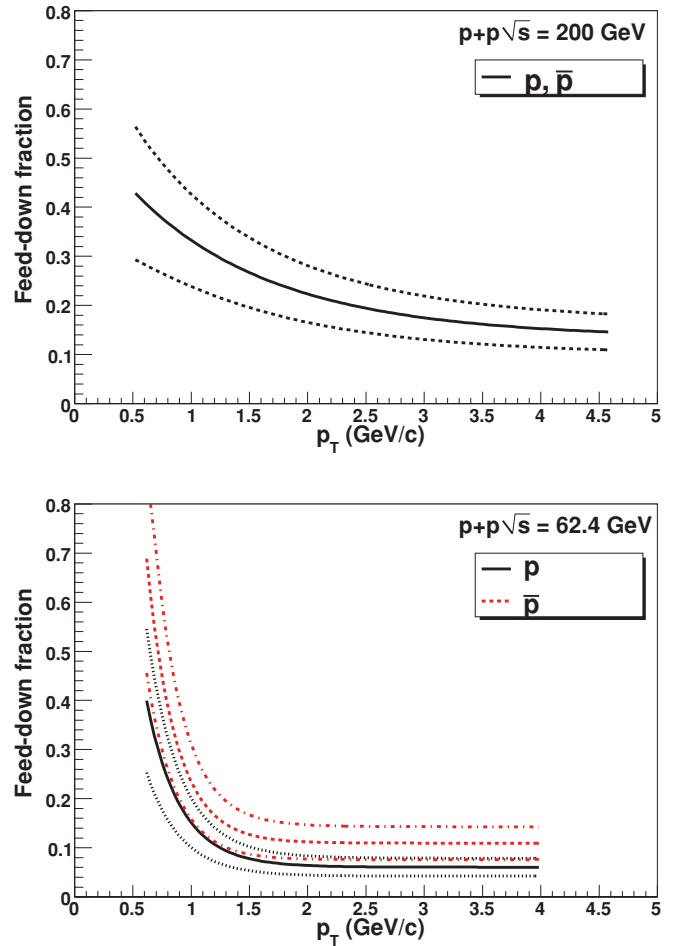 0.8
p+p√s = 200 GeV
p, p̅
0.7
0.6
0.5
0.4
0.3
0.2
0.1
0
Feed-down fraction
0 0.5 1 1.5 2 2.5 3 3.5 4 4.5 5
p_T (GeV/c)
0.8
p+p√s = 62.4 GeV
p
p̅
0.7
0.6
0.5
0.4
0.3
0.2
0.1
0
Feed-down fraction
0 0.5 1 1.5 2 2.5 3 3.5 4 4.5 5
p_T (GeV/c)